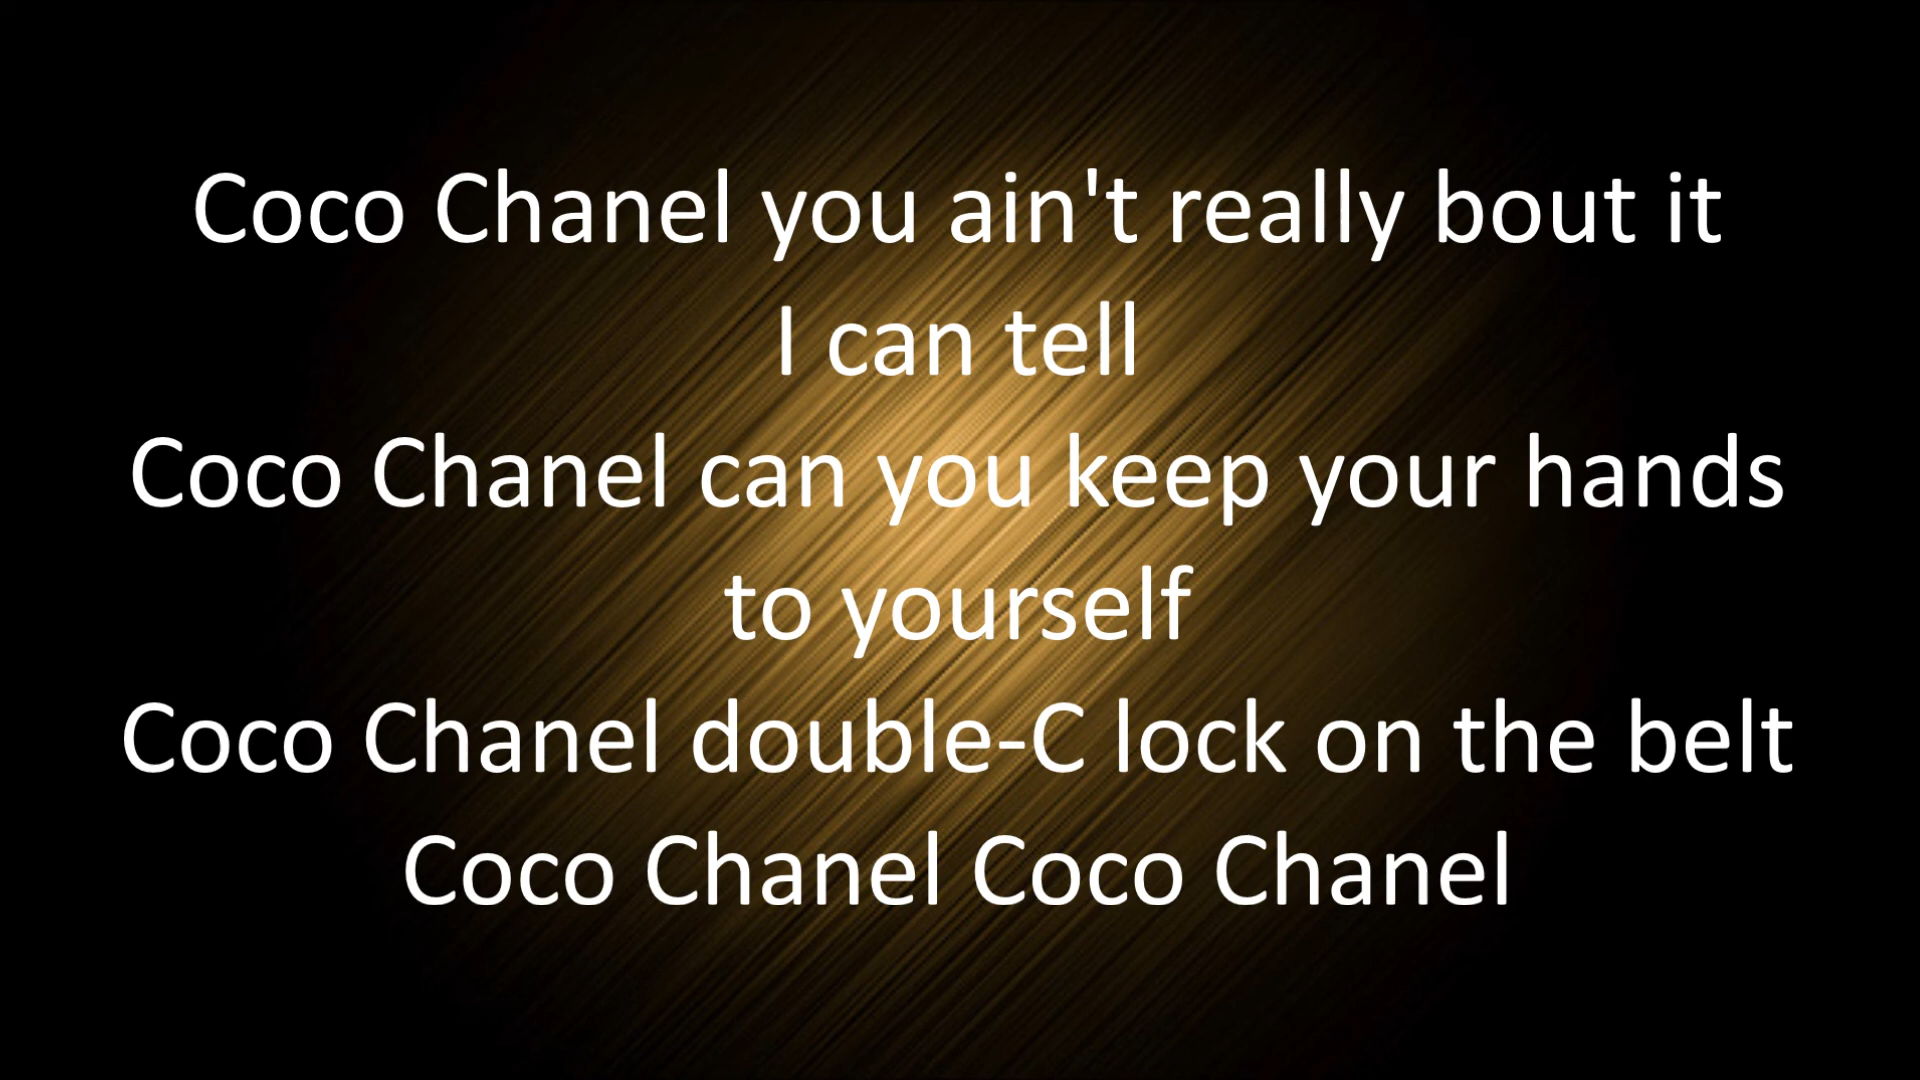 Coco Chanel you ain't really bout it
I can tell
Coco Chanel can you keep your hands
to yourself
Coco Chanel double-C lock on the belt
Coco Chanel Coco Chanel